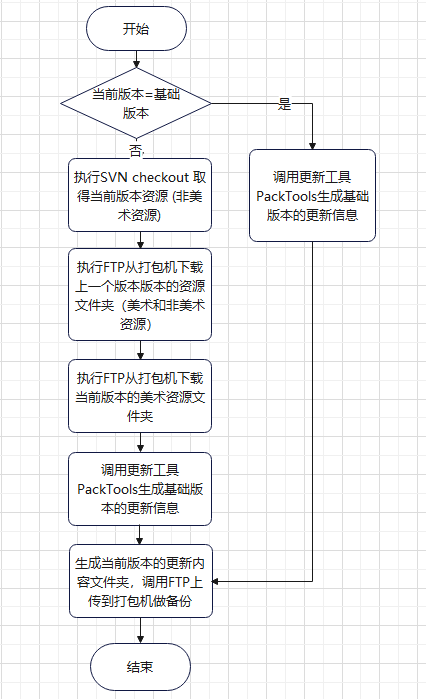 开始
当前版本=基础
版本
是
否
执行SVN checkout 取
得当前版本资源 (非美
术资源)
调用更新工具
PackTools生成基础
版本的更新信息
执行FTP从打包机下载
上一个版本版本的资源
文件夹（美术和非美术
资源）
执行FTP从打包机下载
当前版本的美术资源文
件夹
调用更新工具
PackTools生成基础版
本的更新信息
生成当前版本的更新内
容文件夹，调用FTP上
传到打包机做备份
结束